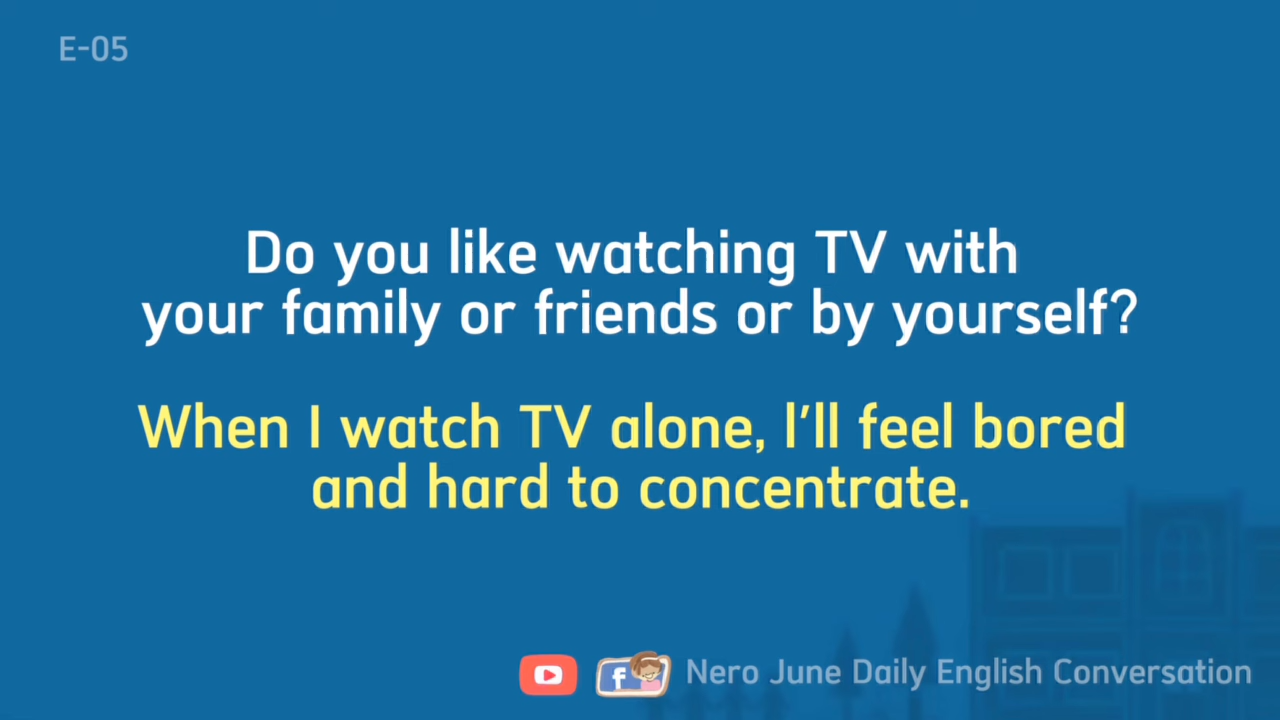 E-05
Do you like watching TV with
your family or friends or by yourself?
When I watch TV alone, I'll feel bored
and hard to concentrate.
f
Nero June Daily English Conversation